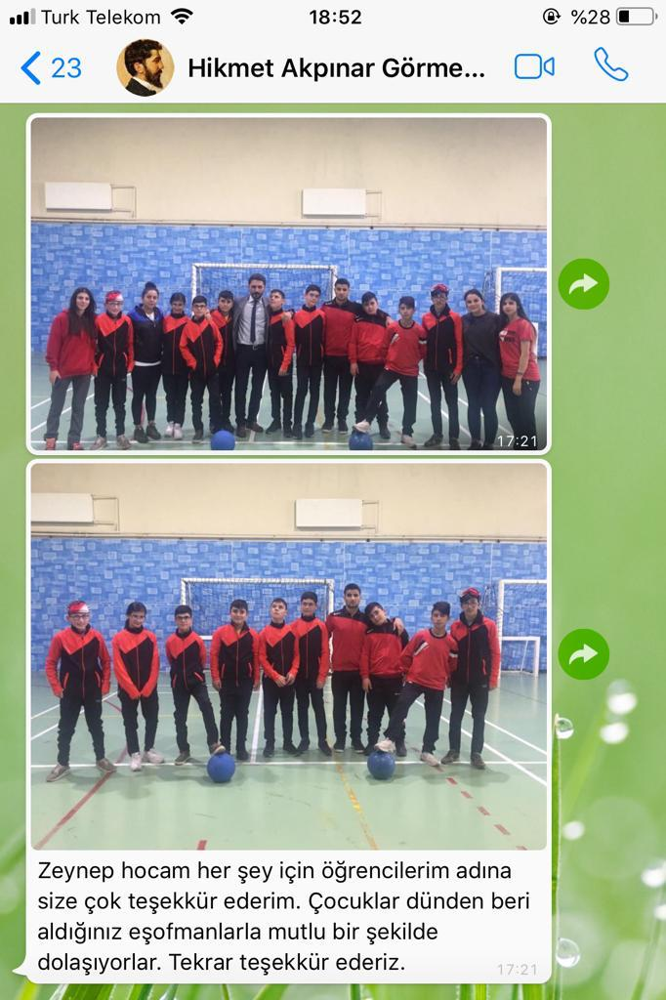 Turk Telekom 18:52 %28
23 Hikmet Akpınar Görme...
17:21
Zeynep hocam her şey için öğrencilerim adına
size çok teşekkür ederim. Çocuklar dünden beri
aldığınız eşofmanlarla mutlu bir şekilde
dolaşıyorlar. Tekrar teşekkür ederiz.
17:21